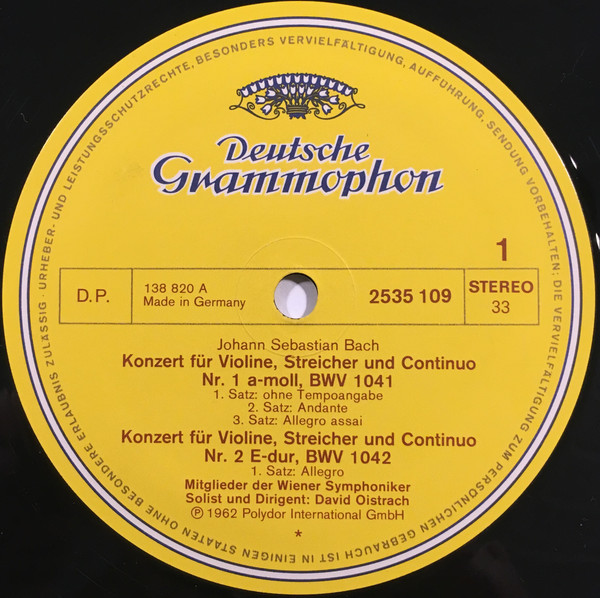 URHEBER- UND LEISTUNGSSCHUTZRECHTE, BESONDERS VERVIELFÄLTIGUNG, AUFFÜHRUNG, SENDUNG VORBEHALTEN: DIE VERVIELFÄLTIGUNG ZUM PERSÖNLICHEN GEBRAUCH IST IN EINIGEN STAATEN OHNE BESONDERE ERLAUBNIS ZULÄSSIG ·
Deutsche
Grammophon
1
D.P.
138 820 A
Made in Germany
2535 109
STEREO
33
Johann Sebastian Bach
Konzert für Violine, Streicher und Continuo
Nr. 1 a-moll, BWV 1041
1. Satz: ohne Tempoangabe
2. Satz: Andante
3. Satz: Allegro assai
Konzert für Violine, Streicher und Continuo
Nr. 2 E-dur, BWV 1042
1. Satz: Allegro
Mitglieder der Wiener Symphoniker
Solist und Dirigent: David Oistrach
Ⓟ 1962 Polydor International GmbH
*